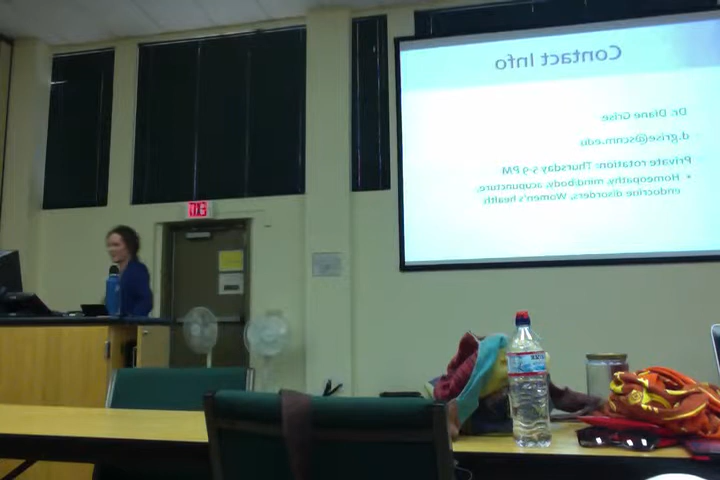 Contact Info
Dr. Diane Grise
d.grise@scnm.edu
Private rotation: Thursday 5-9 PM
• Homeopathy, mind/body, acupuncture,
endocrine disorders, Women's health
EXIT